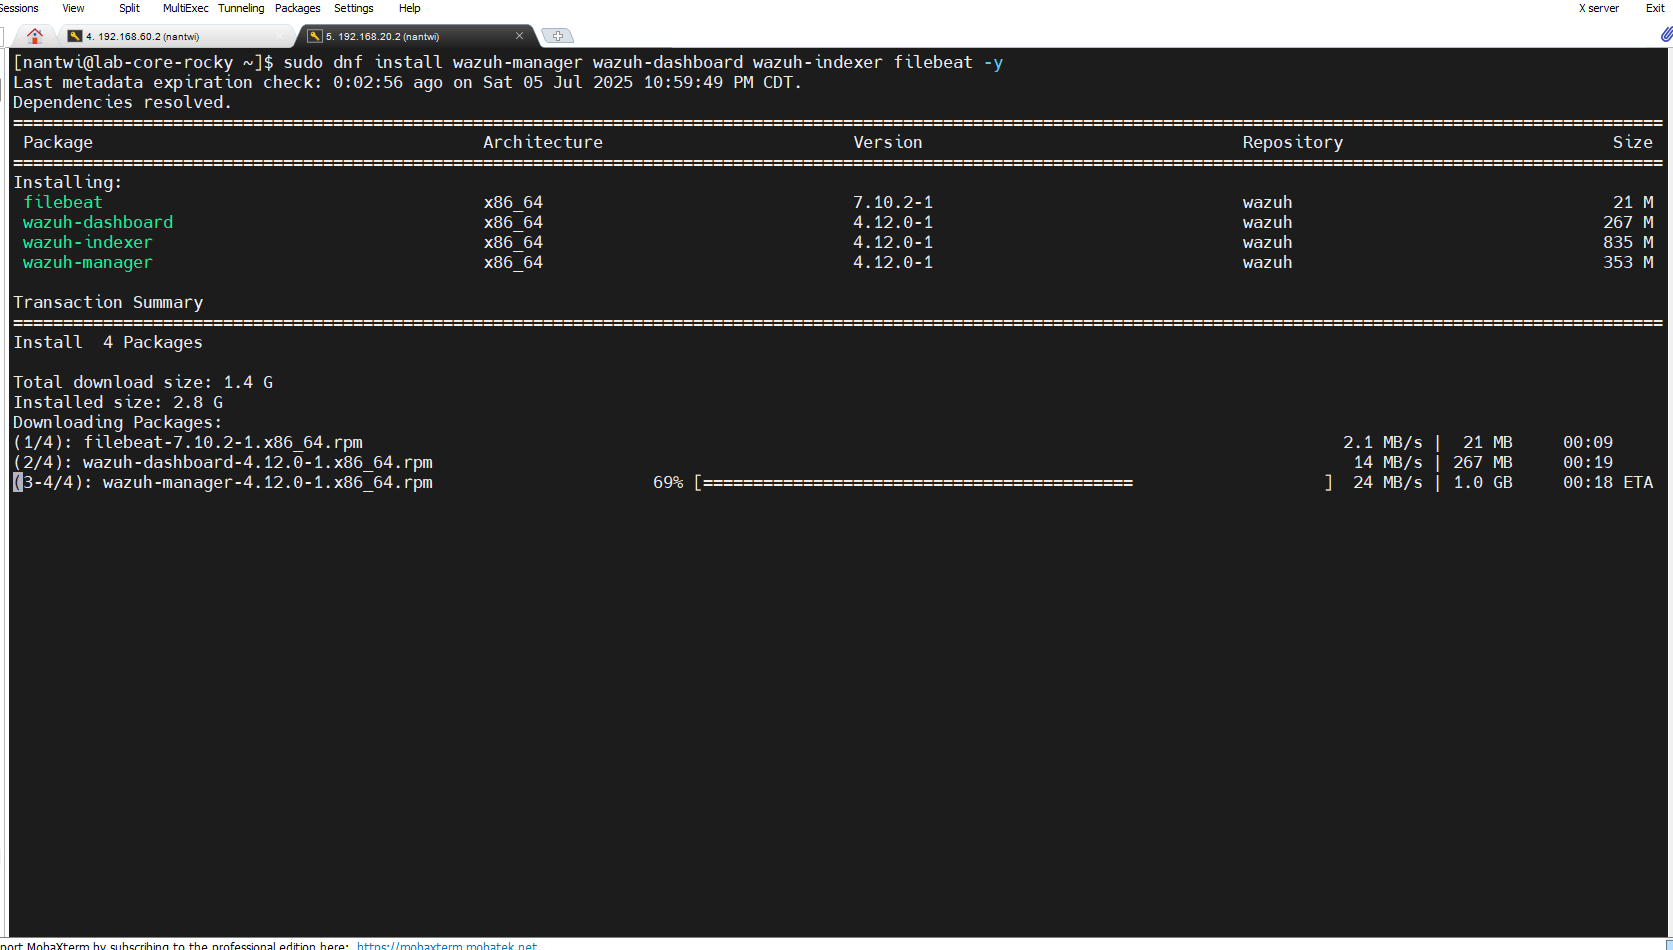 Sessions View Split MultiExec Tunneling Packages Settings Help X server Exit
4. 192.168.60.2 (nantwi) 5. 192.168.20.2 (nantwi)
[nantwi@lab-core-rocky ~]$ sudo dnf install wazuh-manager wazuh-dashboard wazuh-indexer filebeat -y
Last metadata expiration check: 0:02:56 ago on Sat 05 Jul 2025 10:59:49 PM CDT.
Dependencies resolved.
Package Architecture Version Repository Size
Installing:
filebeat x86_64 7.10.2-1 wazuh 21 M
wazuh-dashboard x86_64 4.12.0-1 wazuh 267 M
wazuh-indexer x86_64 4.12.0-1 wazuh 835 M
wazuh-manager x86_64 4.12.0-1 wazuh 353 M
Transaction Summary
Install 4 Packages
Total download size: 1.4 G
Installed size: 2.8 G
Downloading Packages:
(1/4): filebeat-7.10.2-1.x86_64.rpm 2.1 MB/s | 21 MB 00:09
(2/4): wazuh-dashboard-4.12.0-1.x86_64.rpm 14 MB/s | 267 MB 00:19
(3-4/4): wazuh-manager-4.12.0-1.x86_64.rpm 69% [=========================================== ] 24 MB/s | 1.0 GB 00:18 ETA
port MobaXterm by subscribing to the professional edition here: https://mobaxterm.mobatek.net